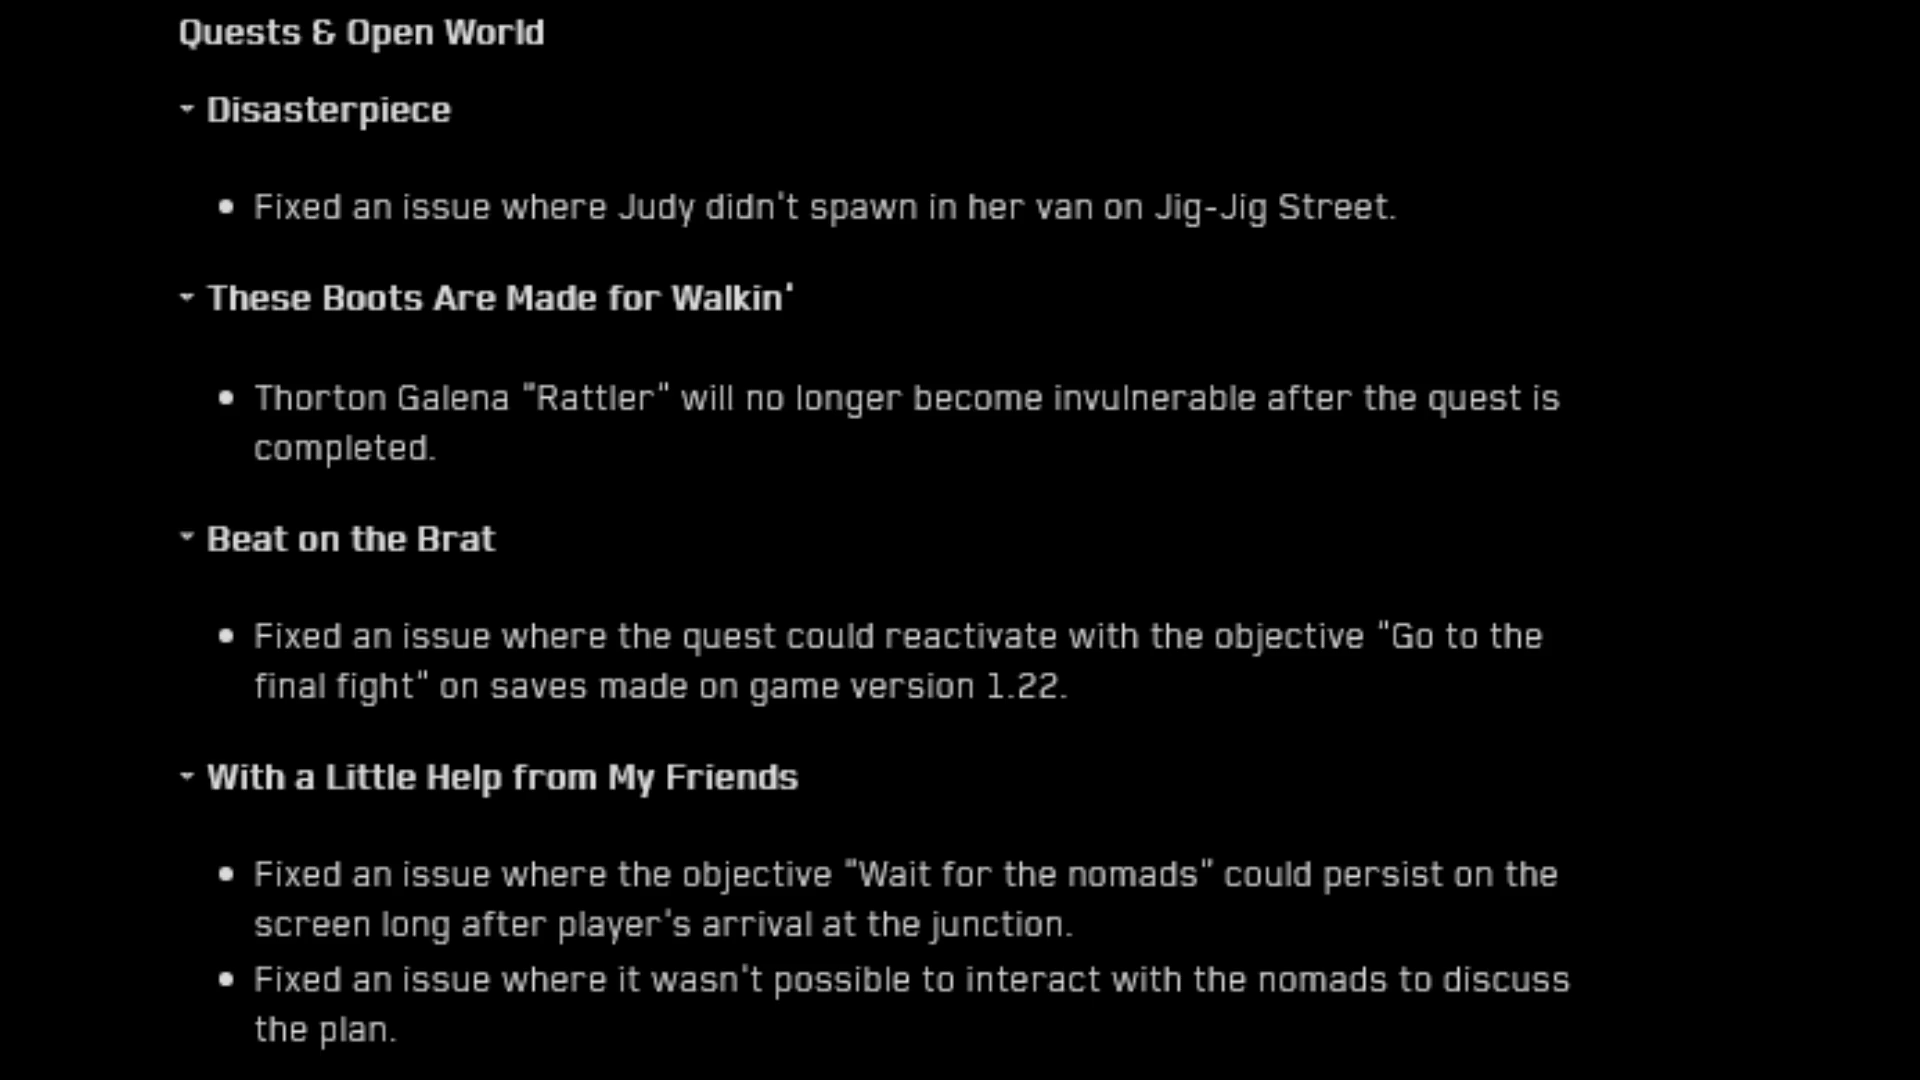 Quests & Open World
Disasterpiece
Fixed an issue where Judy didn't spawn in her van on Jig-Jig Street.
These Boots Are Made for Walkin'
Thorton Galena "Rattler" will no longer become invulnerable after the quest is
completed.
Beat on the Brat
Fixed an issue where the quest could reactivate with the objective "Go to the
final fight" on saves made on game version 1.22.
With a Little Help from My Friends
Fixed an issue where the objective "Wait for the nomads" could persist on the
screen long after player's arrival at the junction.
Fixed an issue where it wasn't possible to interact with the nomads to discuss
the plan.